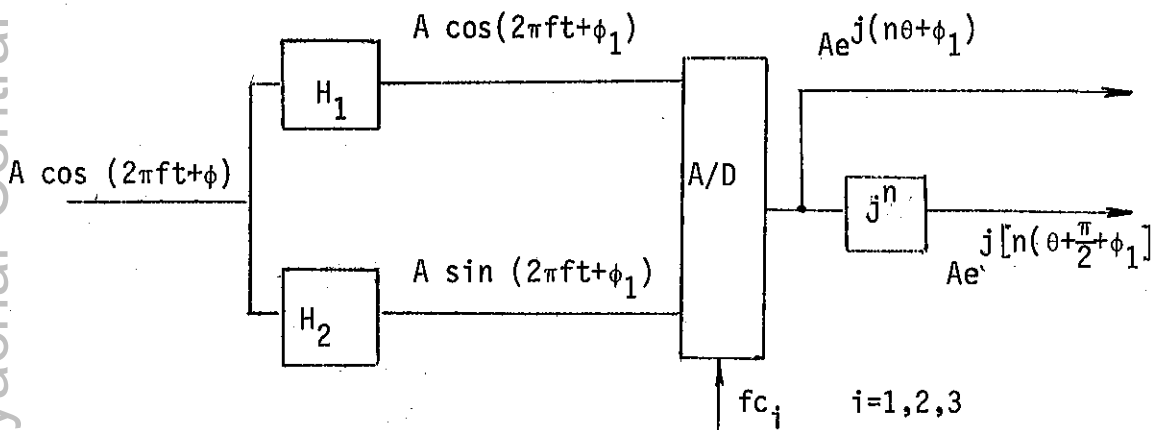 A cos(2πft+ϕ₁)
Ae^j(nθ+ϕ₁)
H₁
A cos (2πft+ϕ)
A/D
jⁿ
Ae^j[n(θ+π/2+ϕ₁]
A sin (2πft+ϕ₁)
H₂
fcᵢ
i=1,2,3